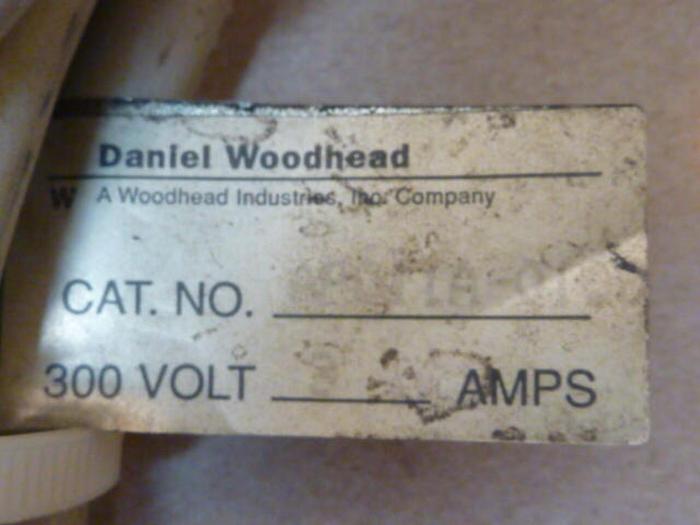 Daniel Woodhead
W A Woodhead Industries, Inc. Company
CAT. NO.
300 VOLT AMPS